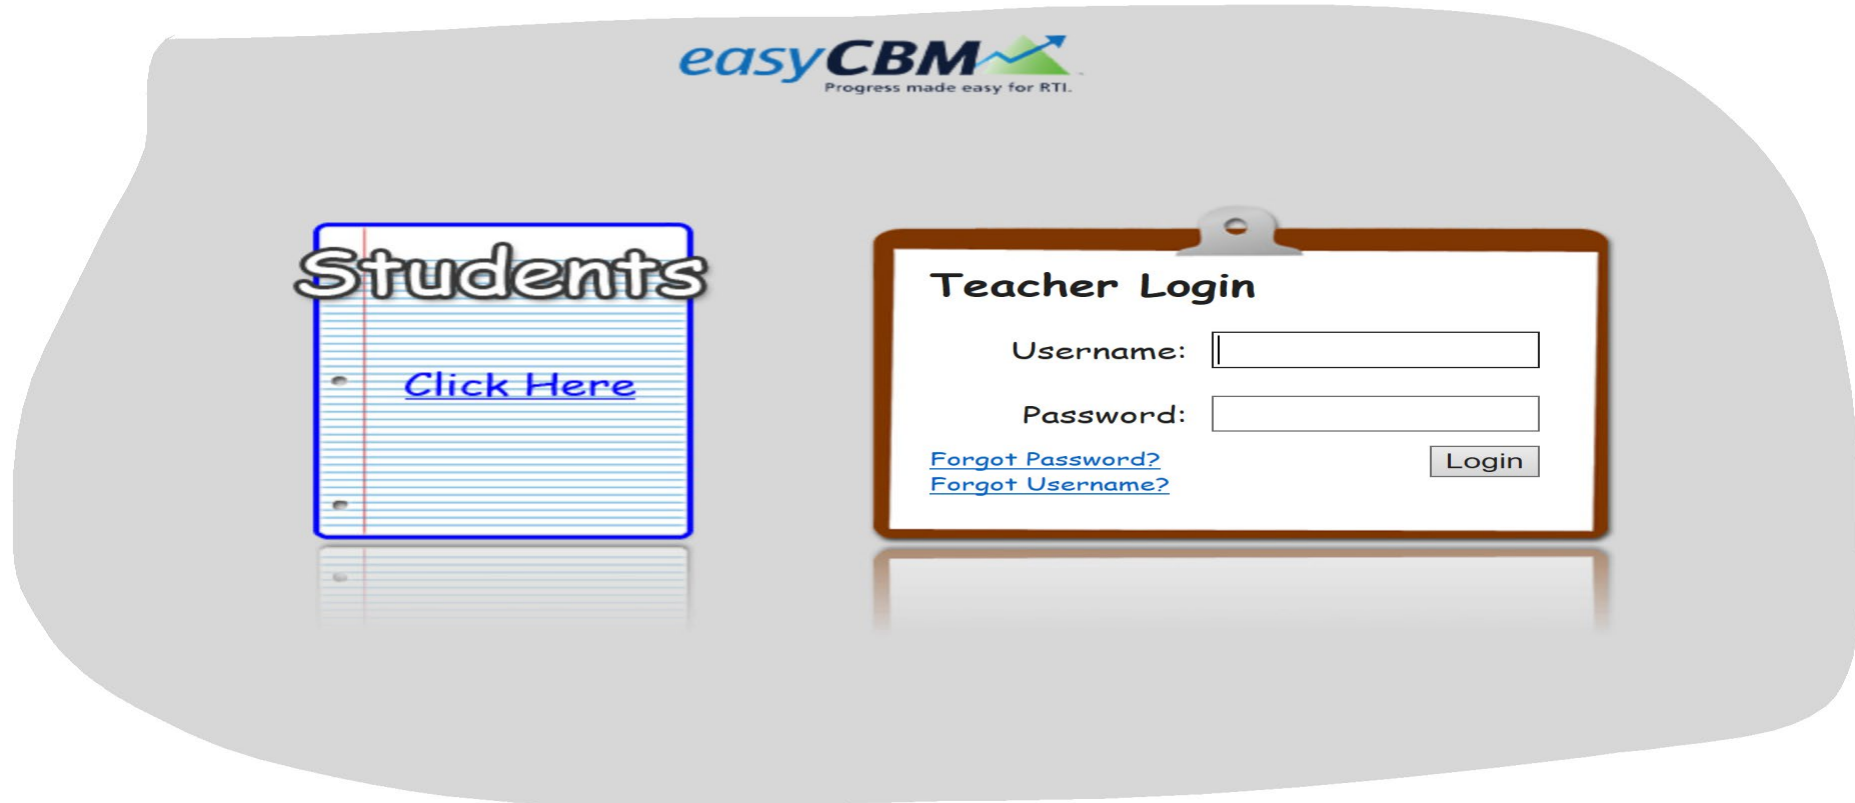 easyCBM
Progress made easy for RTI.
Students
Click Here
Teacher Login
Username:
Password:
Forgot Password?
Login
Forgot Username?